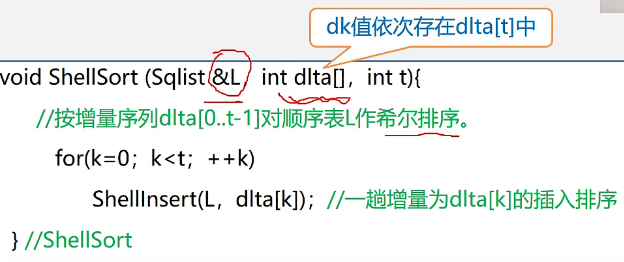 dk值依次存在dlta[t]中
void ShellSort (Sqlist &L, int dlta[], int t){
//按增量序列dlta[0..t-1]对顺序表L作希尔排序。
for(k=0; k<t; ++k)
ShellInsert(L, dlta[k]); //一趟增量为dlta[k]的插入排序
} //ShellSort